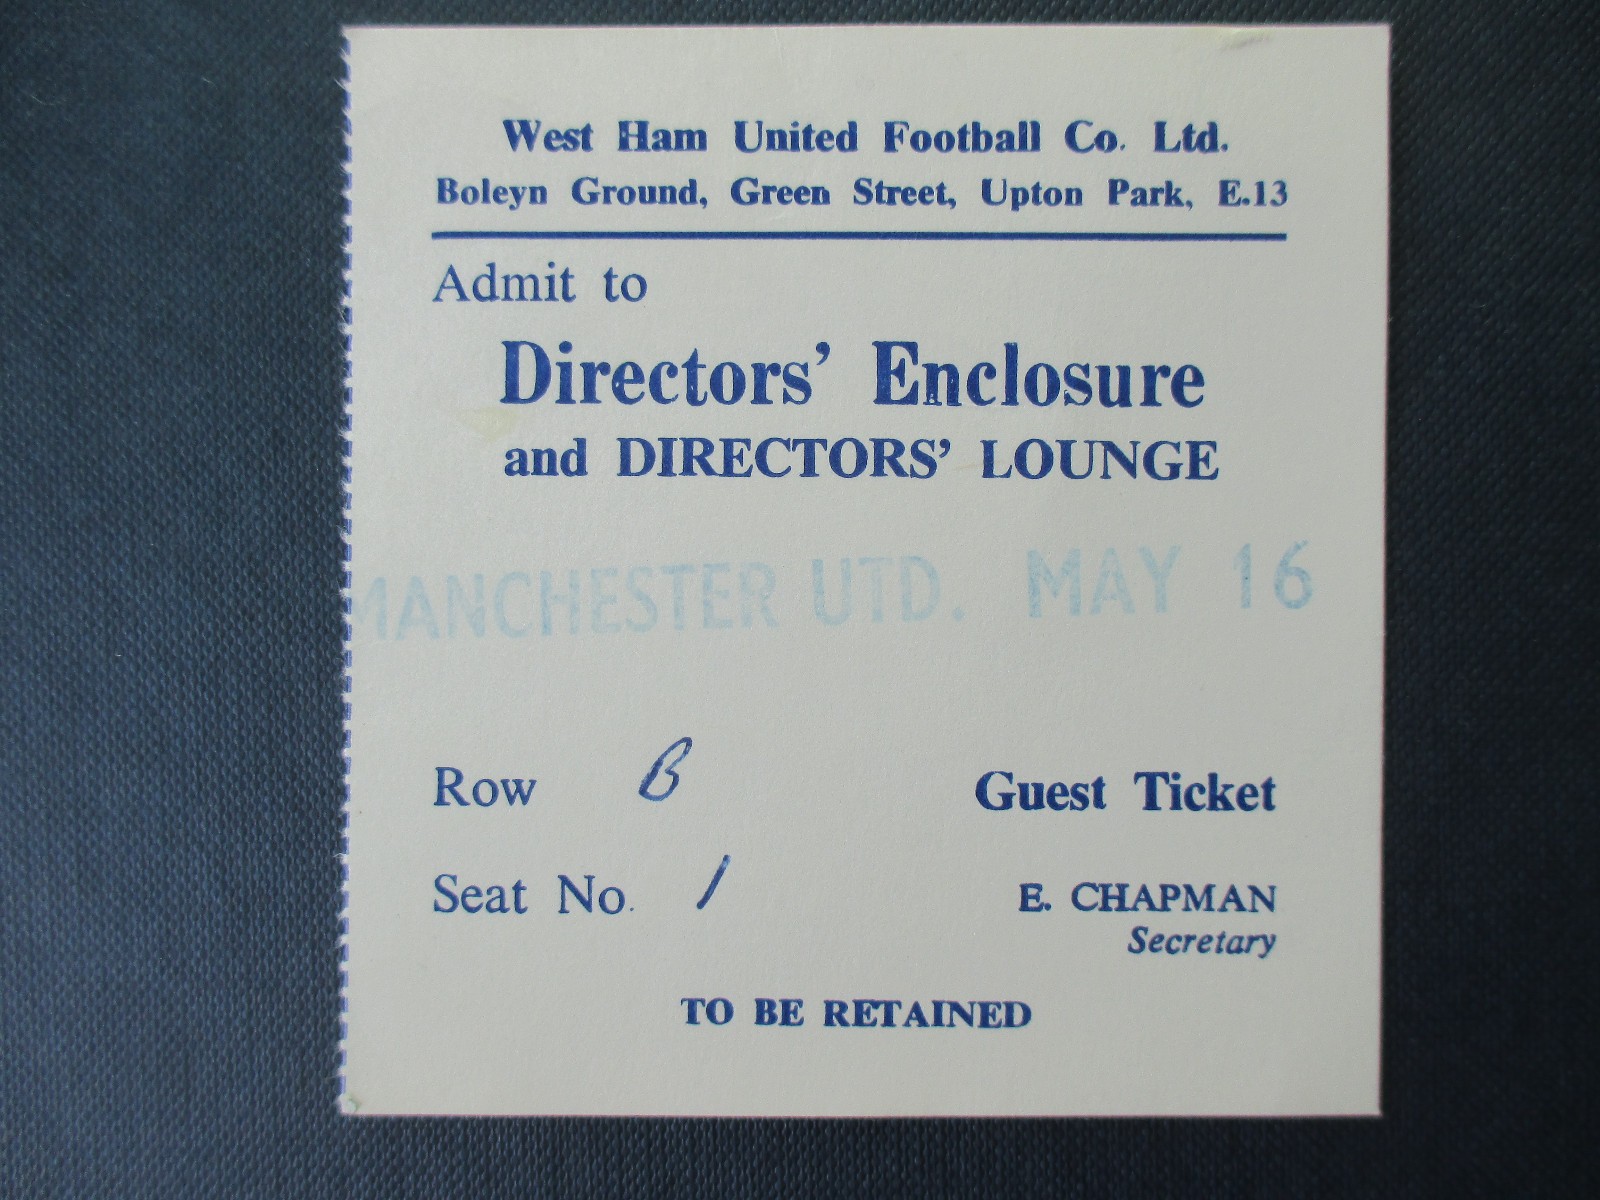 West Ham United Football Co. Ltd.
Boleyn Ground, Green Street, Upton Park, E.13
Admit to
Directors' Enclosure
and DIRECTORS' LOUNGE
MANCHESTER UTD. MAY 16
Row B
Guest Ticket
Seat No. 1
E. CHAPMAN
Secretary
TO BE RETAINED